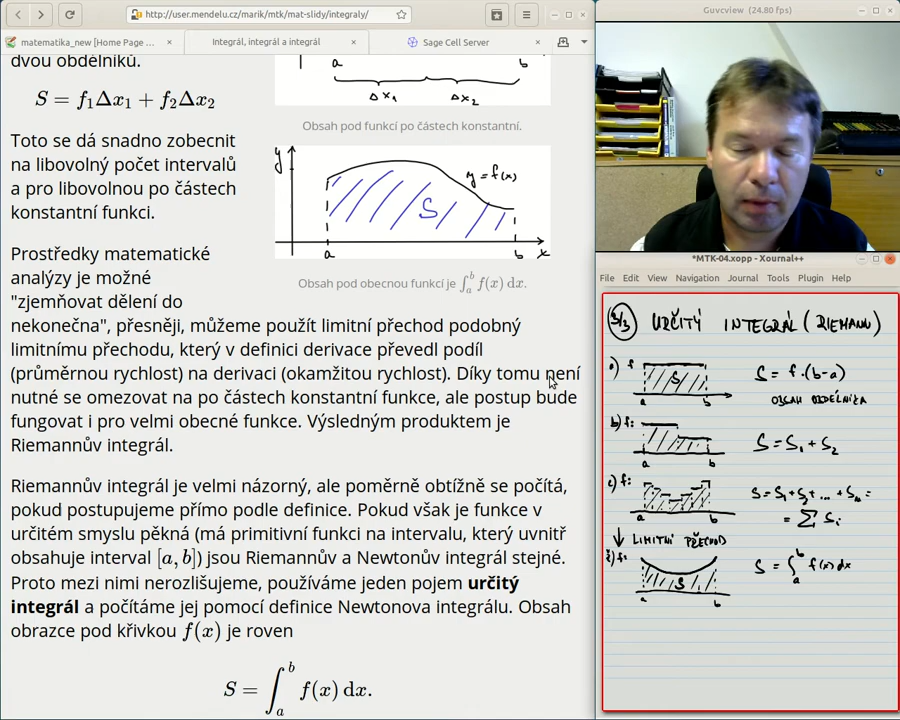 http://user.mendelu.cz/marik/mtk/mat-slidy/integraly/
matematika_new [Home Page ...
Integrál, integrál a integrál
Sage Cell Server
dvou obdélníků.
S = f₁Δx₁ + f₂Δx₂
Toto se dá snadno zobecnit
na libovolný počet intervalů
a pro libovolnou po částech
konstantní funkci.
Prostředky matematické
analýzy je možné
"zjemňovat dělení do
nekonečna", přesněji, můžeme použít limitní přechod podobný
limitnímu přechodu, který v definici derivace převedl podíl
(průměrnou rychlost) na derivaci (okamžitou rychlost). Díky tomu není
nutné se omezovat na po částech konstantní funkce, ale postup bude
fungovat i pro velmi obecné funkce. Výsledným produktem je
Riemannův integrál.
a b
Δx₁ Δx₂
Obsah pod funkcí po částech konstantní.
y
y = f(x)
S
a b x
Obsah pod obecnou funkcí je ∫ₐᵇ f(x) dx.
Riemannův integrál je velmi názorný, ale poměrně obtížně se počítá,
pokud postupujeme přímo podle definice. Pokud však je funkce v
určitém smyslu pěkná (má primitivní funkci na intervalu, který uvnitř
obsahuje interval [a, b]) jsou Riemannův a Newtonův integrál stejné.
Proto mezi nimi nerozlišujeme, používáme jeden pojem určitý
integrál a počítáme jej pomocí definice Newtonova integrálu. Obsah
obrazce pod křivkou f(x) je roven
S = ∫ₐᵇ f(x) dx.
Guvcview (24.80 fps)
*MTK-04.xopp - Xournal++
File Edit View Navigation Journal Tools Plugin Help
3/3 URČITÝ INTEGRÁL (RIEMANN)
a) f S = f·(b-a)
S
a b OBSAH OBDÉLNÍKA
b) f:
S = S₁ + S₂
a b
c) f:
S = S₁ + S₂ + ... + Sₙ =
a b = ∑ Sᵢ
↓ LIMITNÍ PŘECHOD
f:
S = ∫ₐᵇ f(x) dx
S
a b